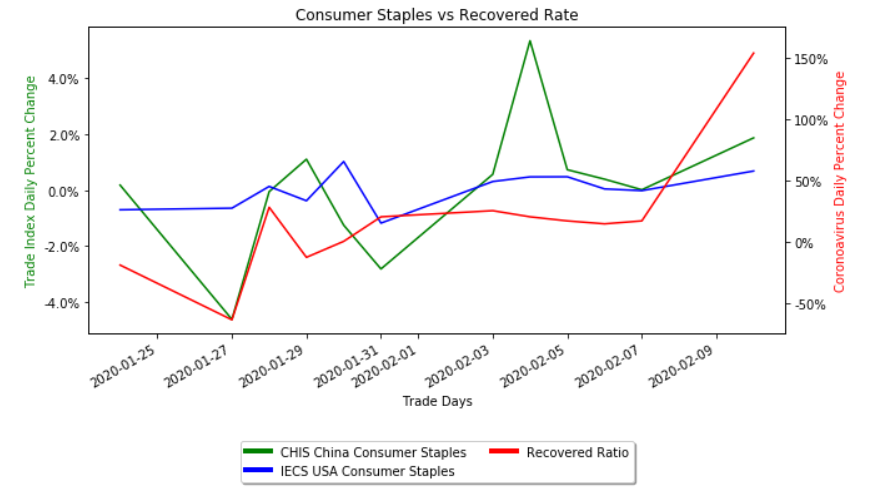 Consumer Staples vs Recovered Rate
Trade Index Daily Percent Change
4.0%
2.0%
0.0%
-2.0%
-4.0%
150%
100%
50%
0%
-50%
Coronoavirus Daily Percent Change
2020-01-25
2020-01-27
2020-01-29
2020-01-31
2020-02-01
2020-02-03
2020-02-05
2020-02-07
2020-02-09
Trade Days
CHIS China Consumer Staples
IECS USA Consumer Staples
Recovered Ratio